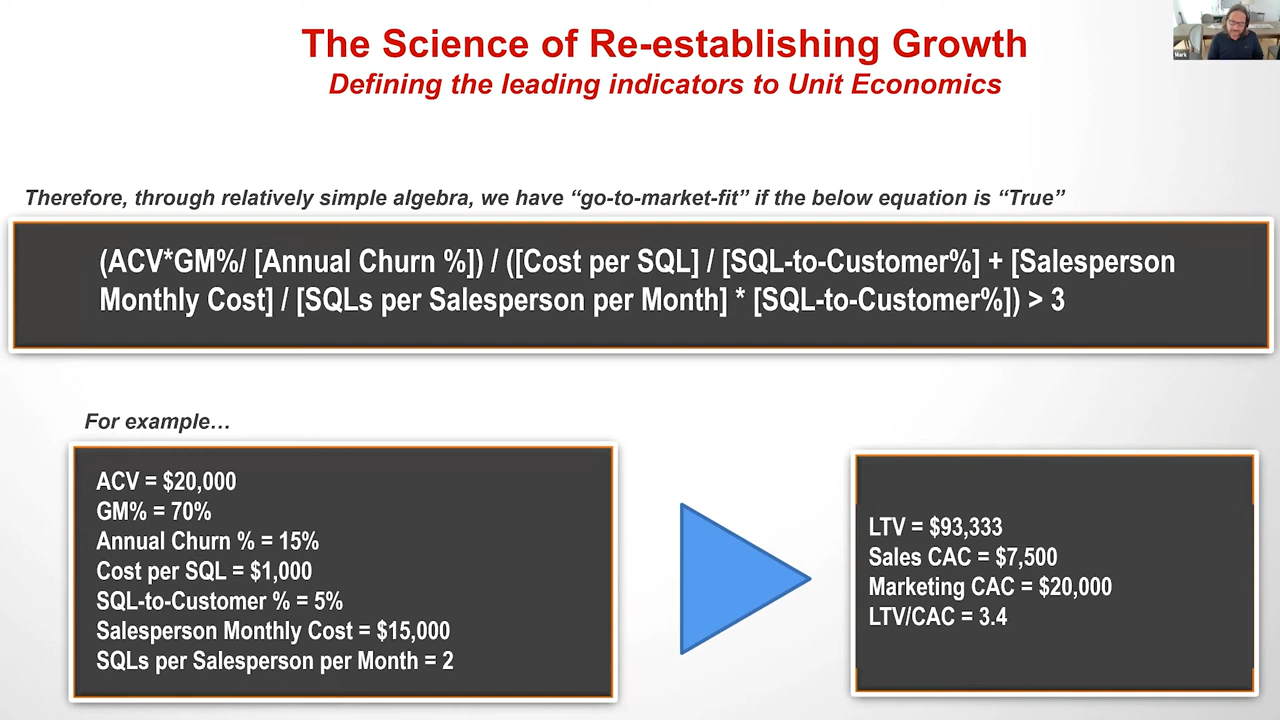 The Science of Re-establishing Growth
Defining the leading indicators to Unit Economics
Mark
Therefore, through relatively simple algebra, we have “go-to-market-fit” if the below equation is “True”
(ACV*GM%/ [Annual Churn %]) / ([Cost per SQL] / [SQL-to-Customer%] + [Salesperson
Monthly Cost] / [SQLs per Salesperson per Month] * [SQL-to-Customer%]) > 3
For example…
ACV = $20,000
GM% = 70%
Annual Churn % = 15%
Cost per SQL = $1,000
SQL-to-Customer % = 5%
Salesperson Monthly Cost = $15,000
SQLs per Salesperson per Month = 2
LTV = $93,333
Sales CAC = $7,500
Marketing CAC = $20,000
LTV/CAC = 3.4